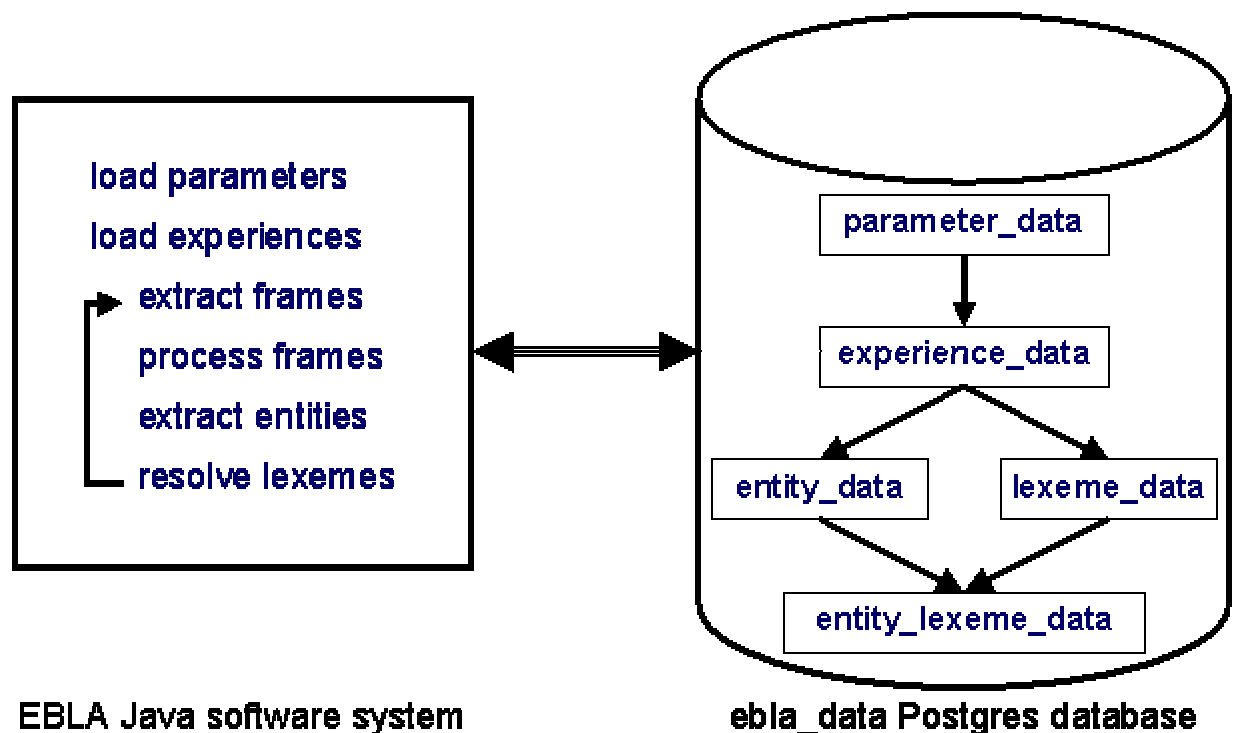 load parameters
load experiences
extract frames
process frames
extract entities
resolve lexemes
EBLA Java software system
parameter_data
experience_data
entity_data
lexeme_data
entity_lexeme_data
ebla_data Postgres database